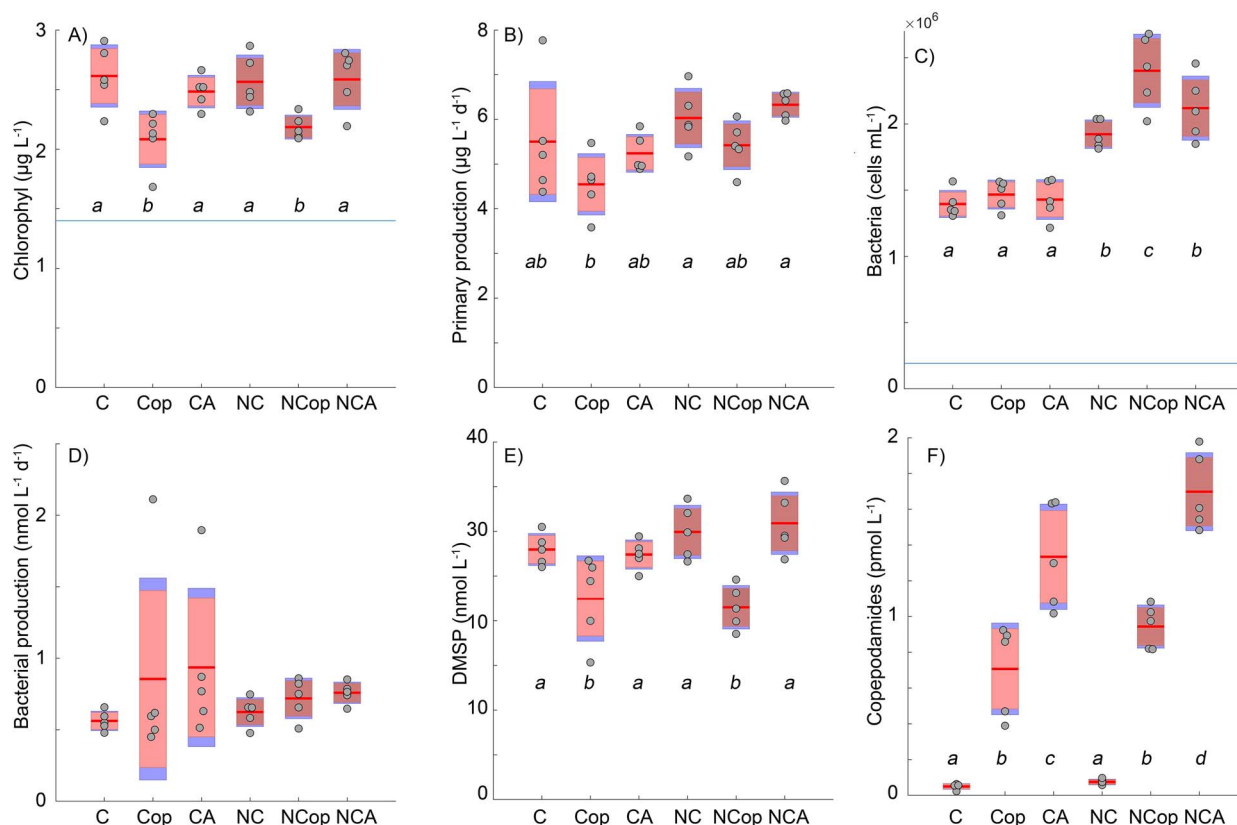 A)
Chlorophyll (µg L⁻¹)
3
2
1
0
a b a a b a
C Cop CA NC NCop NCA
B)
Primary production (µg L⁻¹ d⁻¹)
8
6
4
2
0
ab b ab a ab a
C Cop CA NC NCop NCA
×10⁶
C)
Bacteria (cells mL⁻¹)
2
1
0
a a a b c b
C Cop CA NC NCop NCA
D)
Bacterial production (nmol L⁻¹ d⁻¹)
2
1
0
C Cop CA NC NCop NCA
E)
DMSP (nmol L⁻¹)
40
30
10
10
0
a b a a b a
C Cop CA NC NCop NCA
F)
Copepodamides (pmol L⁻¹)
2
1
0
a b c a b d
C Cop CA NC NCop NCA